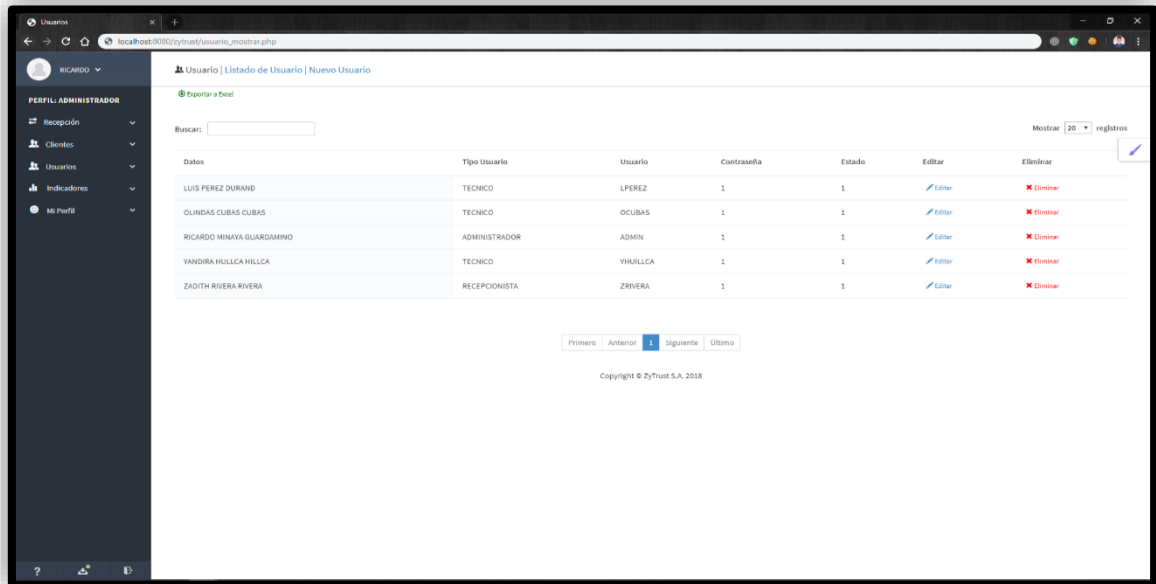 Usuarios
localhost:8080/zytrust/usuario_mostrar.php
RICARDO
Usuario | Listado de Usuario | Nuevo Usuario
PERFIL: ADMINISTRADOR
Recepción
Clientes
Usuarios
Indicadores
Mi Perfil
Exportar a Excel
Buscar:
Mostrar 20 registros
Datos Tipo Usuario Usuario Contraseña Estado Editar Eliminar
LUIS PEREZ DURAND TECNICO LPEREZ 1 1 Editar Eliminar
OLINDAS CUBAS CUBAS TECNICO OCUBAS 1 1 Editar Eliminar
RICARDO MINAYA GUARDAMINO ADMINISTRADOR ADMIN 1 1 Editar Eliminar
YANDIRA HULLCA HILLCA TECNICO YHUILLCA 1 1 Editar Eliminar
ZADITH RIVERA RIVERA RECEPCIONISTA ZRIVERA 1 1 Editar Eliminar
Primero Anterior 1 Siguiente Último
Copyright © ZyTrust S.A. 2018
?